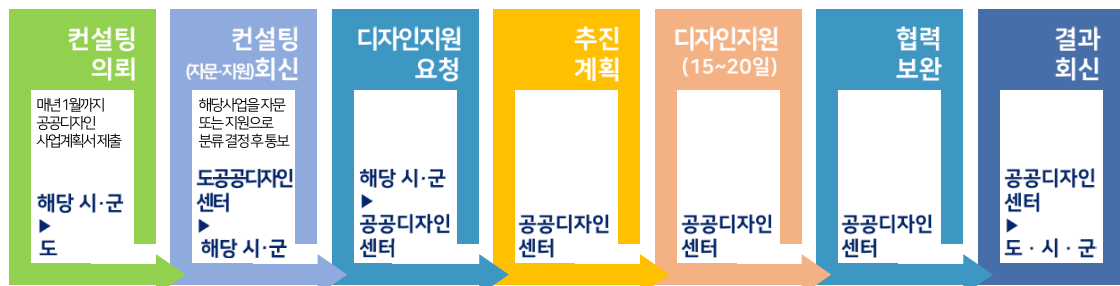 컨설팅
의뢰
매년 1월까지
공공디자인
사업계획서 제출
해당 시·군
▶
도
컨설팅
(자문·지원)회신
해당사업을 자문
또는 지원으로
분류 결정 후 통보
도공공디자인
센터
▶
해당 시·군
디자인지원
요청
해당 시·군
▶
공공디자인
센터
추진
계획
공공디자인
센터
디자인지원
(15~20일)
공공디자인
센터
협력
보완
공공디자인
센터
결과
회신
공공디자인
센터
▶
도 · 시 · 군